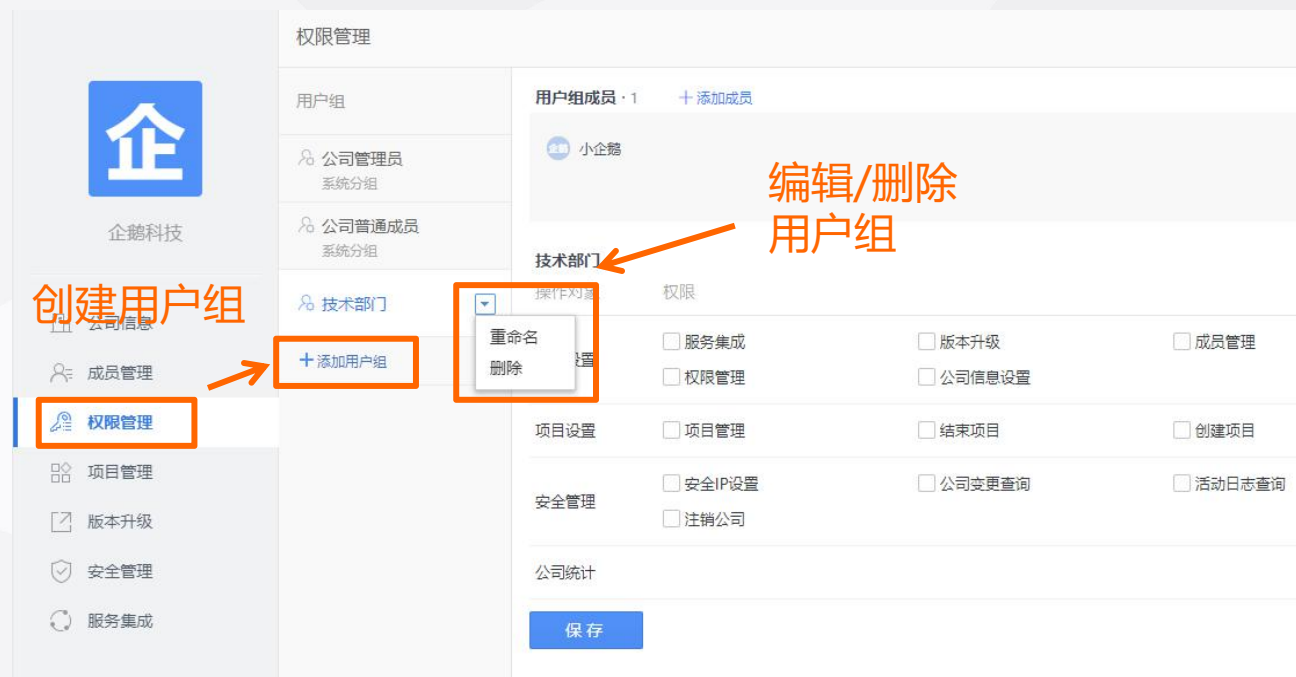 权限管理
企
企鹅科技
创建用户组
公司信息
成员管理
权限管理
项目管理
版本升级
安全管理
服务集成
用户组
公司管理员
系统分组
公司普通成员
系统分组
技术部门
+添加用户组
重命名
删除
用户组成员·1 +添加成员
企鹅 小企鹅
编辑/删除
用户组
技术部门
操作对象 权限
设置 服务集成 版本升级 成员管理
权限管理 公司信息设置
项目设置 项目管理 结束项目 创建项目
安全管理 安全IP设置 公司变更查询 活动日志查询
注销公司
公司统计
保存